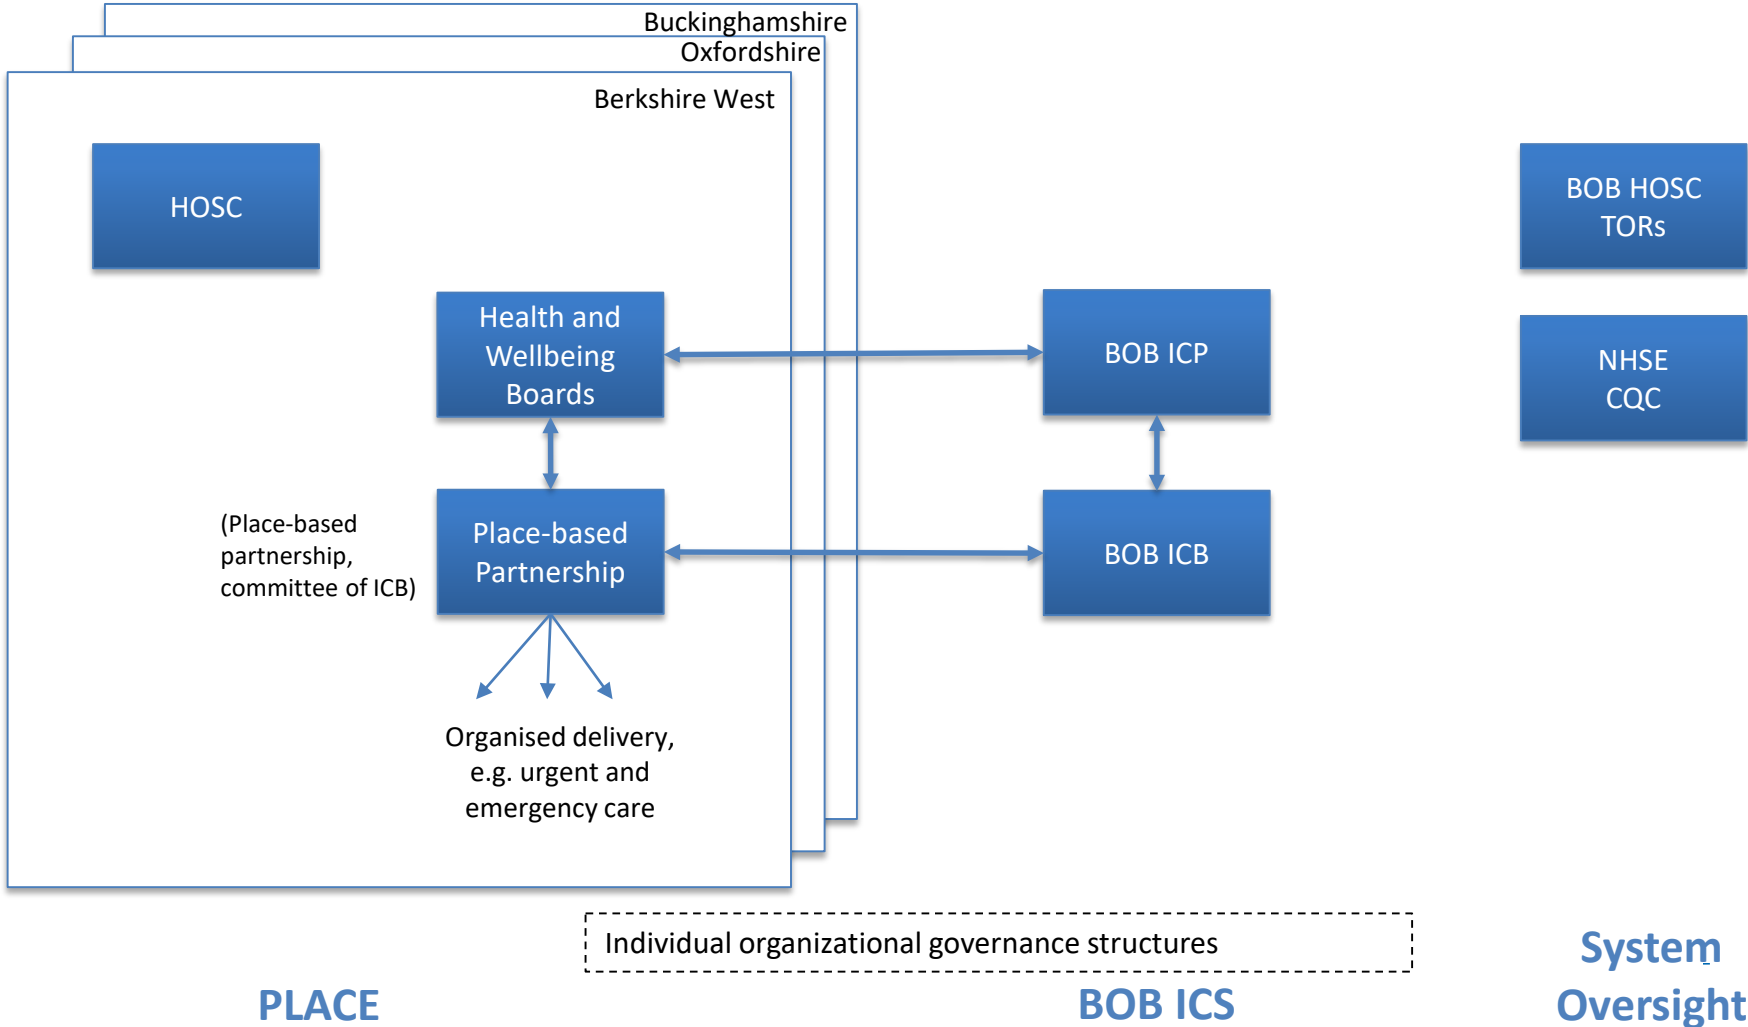 Buckinghamshire
Oxfordshire
Berkshire West
HOSC
BOB HOSC
TORs
Health and
Wellbeing
Boards
BOB ICP
NHSE
CQC
(Place-based
partnership,
committee of ICB)
Place-based
Partnership
BOB ICB
Organised delivery,
e.g. urgent and
emergency care
Individual organizational governance structures
PLACE
BOB ICS
System
Oversight